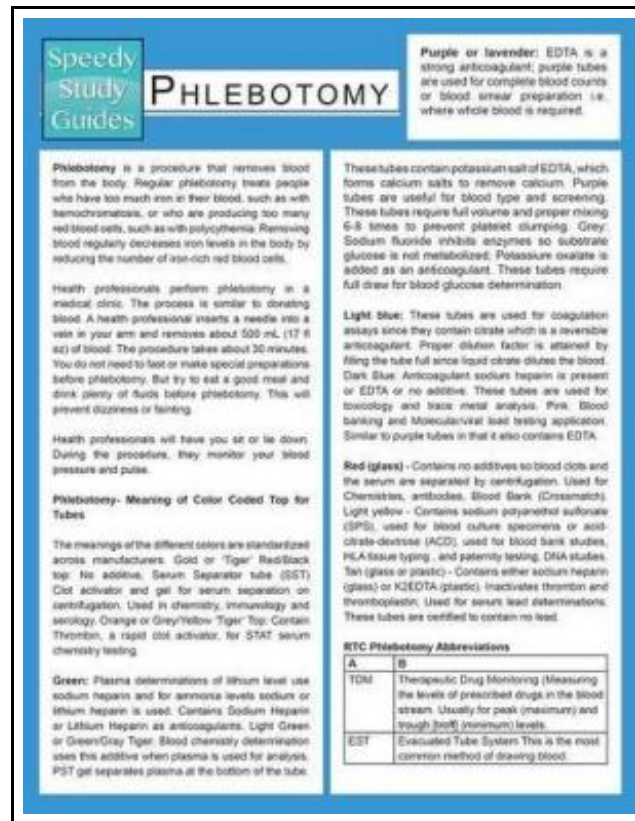 Speedy
Study
Guides
PHLEBOTOMY
Purple or lavender: EDTA is a
strong anticoagulant; purple tubes
are used for complete blood counts
or blood smear preparation i.e.
where whole blood is required.
Phlebotomy is a procedure that removes blood
from the body. Regular phlebotomy treats people
who have too much iron in their blood, such as with
hemochromatosis, or who are producing too many
red blood cells, such as with polycythemia. Removing
blood regularly decreases iron levels in the body by
reducing the number of iron-rich red blood cells.
Health professionals perform phlebotomy in a
medical clinic. The process is similar to donating
blood. A health professional inserts a needle into a
vein in your arm and removes about 500 mL (17 fl
oz) of blood. The procedure takes about 30 minutes.
You do not need to fast or make special preparations
before phlebotomy. But try to eat a good meal and
drink plenty of fluids before phlebotomy. This will
prevent dizziness or fainting.
Health professionals will have you sit or lie down.
During the procedure, they monitor your blood
pressure and pulse.
Phlebotomy- Meaning of Color Coded Top for
Tubes
The meanings of the different colors are standardized
across manufacturers. Gold or 'Tiger' Red/Black
top: No additive, Serum Separator tube (SST)
Clot activator and gel for serum separation on
centrifugation. Used in chemistry, immunology and
serology. Orange or Grey/Yellow 'Tiger' Top: Contain
Thrombin, a rapid clot activator, for STAT serum
chemistry testing.
Green: Plasma determinations of lithium level use
sodium heparin and for ammonia levels sodium or
lithium heparin is used. Contains Sodium Heparin
or Lithium Heparin as anticoagulants. Light Green
or Green/Gray Tiger: Blood chemistry determination
uses this additive when plasma is used for analysis.
PST gel separates plasma at the bottom of the tube.
These tubes contain potassium salt of EDTA, which
forms calcium salts to remove calcium. Purple
tubes are useful for blood type and screening.
These tubes require full volume and proper mixing
6-8 times to prevent platelet clumping. Grey:
Sodium fluoride inhibits enzymes so substrate
glucose is not metabolized; Potassium oxalate is
added as an anticoagulant. These tubes require
full draw for blood glucose determination.
Light blue: These tubes are used for coagulation
assays since they contain citrate which is a reversible
anticoagulant. Proper dilution factor is attained by
filling the tube full since liquid citrate dilutes the blood.
Dark Blue: Anticoagulant sodium heparin is present
or EDTA or no additive. These tubes are used for
toxicology and trace metal analysis. Pink: Blood
banking and Molecular/viral load testing application.
Similar to purple tubes in that it also contains EDTA.
Red (glass) - Contains no additives so blood clots and
the serum are separated by centrifugation. Used for
Chemistries, antibodies, Blood Bank (Crossmatch).
Light yellow - Contains sodium polyanethol sulfonate
(SPS), used for blood culture specimens or acid-
citrate-dextrose (ACD), used for blood bank studies,
HLA tissue typing , and paternity testing, DNA studies.
Tan (glass or plastic) - Contains either sodium heparin
(glass) or K2EDTA (plastic). Inactivates thrombin and
thromboplastin; Used for serum lead determinations.
These tubes are certified to contain no lead.
RTC Phlebotomy Abbreviations
A B
TDM Therapeutic Drug Monitoring (Measuring
the levels of prescribed drugs in the blood
stream. Usually for peak (maximum) and
trough [troff] (minimum) levels.
EST Evacuated Tube System This is the most
common method of drawing blood.